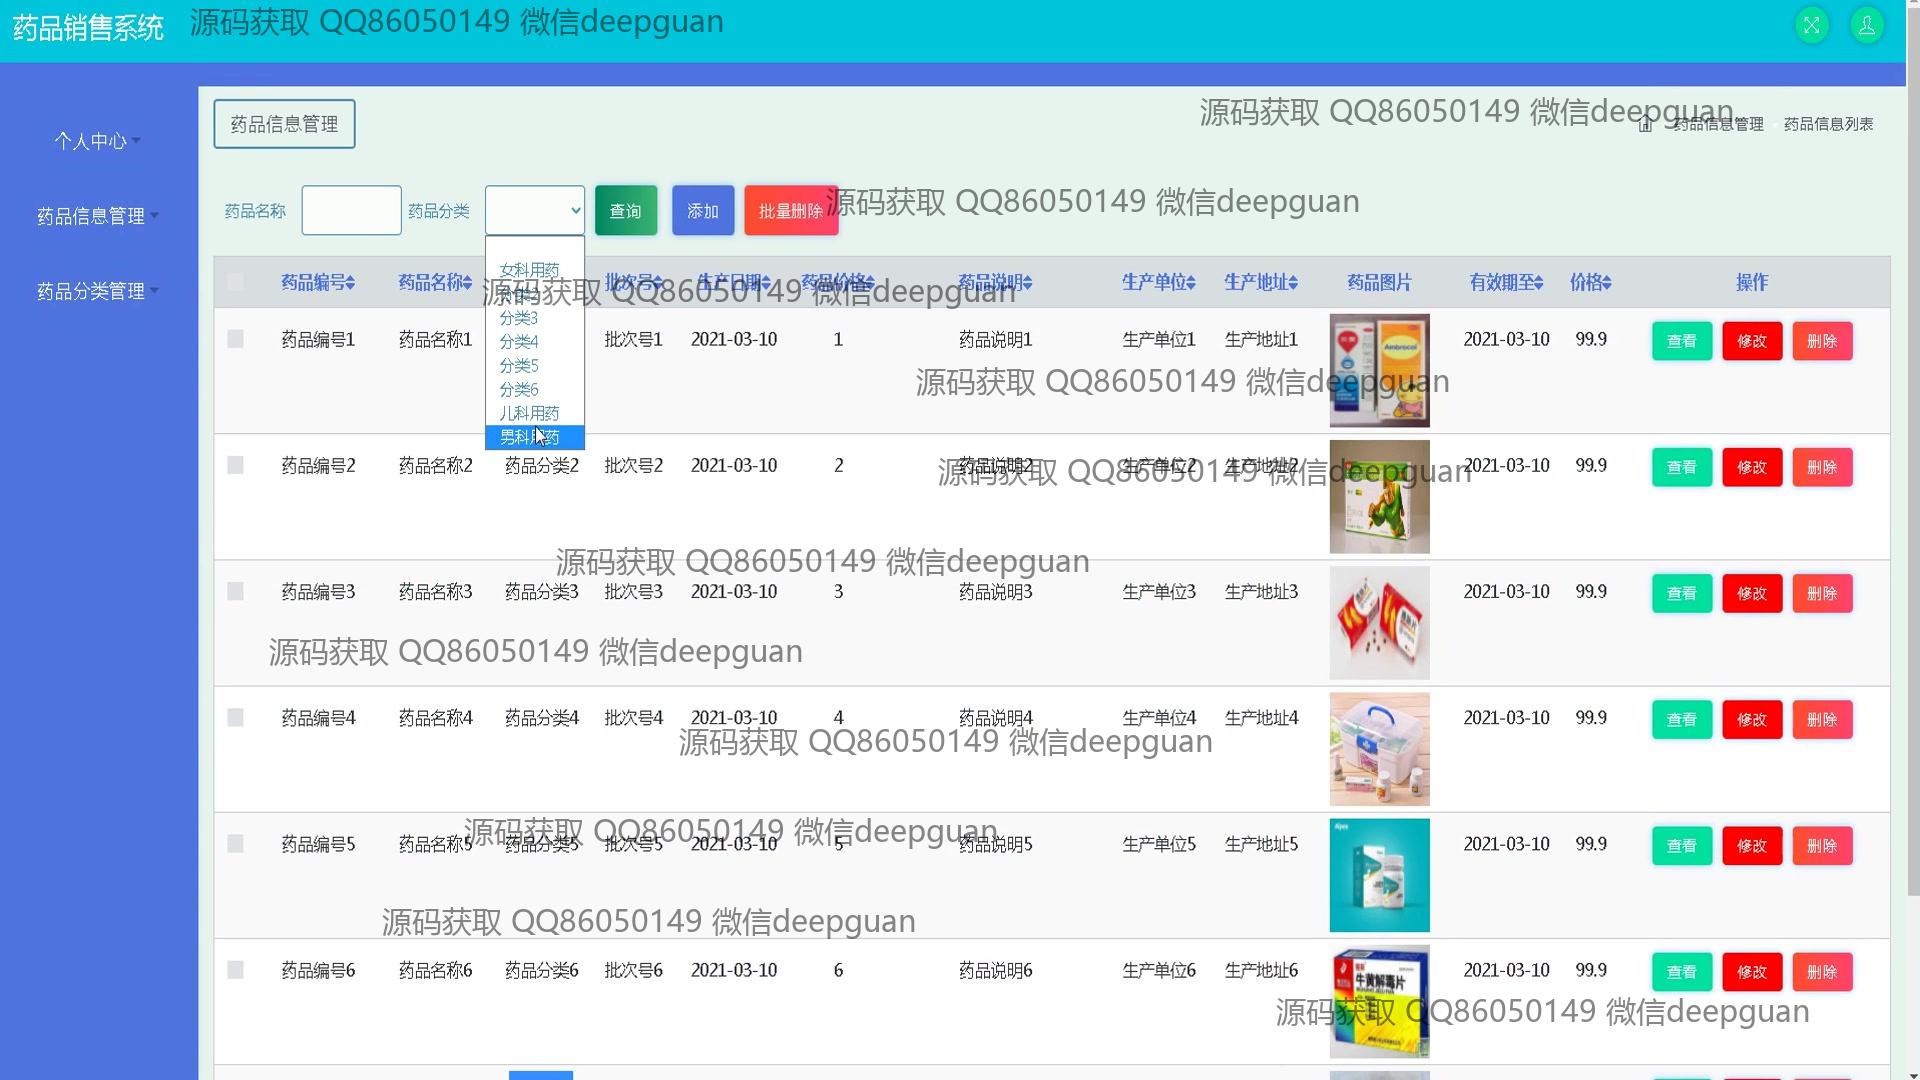 药品销售系统
源码获取 QQ86050149 微信deepguan
个人中心
药品信息管理
药品分类管理
药品信息管理
源码获取 QQ86050149 微信deepguan
药品信息管理 药品信息列表
药品名称 药品分类 查询 添加 批量删除
源码获取 QQ86050149 微信deepguan
女科用药
分类3
分类4
分类5
分类6
儿科用药
男科用药
药品编号 药品名称 批次号 生产日期 药品价格 药品说明 生产单位 生产地址 药品图片 有效期至 价格 操作
源码获取 QQ86050149 微信deepguan
药品编号1 药品名称1 批次号1 2021-03-10 1 药品说明1 生产单位1 生产地址1 2021-03-10 99.9 查看 修改 删除
Ambrocol
源码获取 QQ86050149 微信deepguan
药品编号2 药品名称2 药品分类2 批次号2 2021-03-10 2 药品说明2 生产单位2 生产地址2 2021-03-10 99.9 查看 修改 删除
源码获取 QQ86050149 微信deepguan
源码获取 QQ86050149 微信deepguan
药品编号3 药品名称3 药品分类3 批次号3 2021-03-10 3 药品说明3 生产单位3 生产地址3 2021-03-10 99.9 查看 修改 删除
源码获取 QQ86050149 微信deepguan
药品编号4 药品名称4 药品分类4 批次号4 2021-03-10 4 药品说明4 生产单位4 生产地址4 2021-03-10 99.9 查看 修改 删除
源码获取 QQ86050149 微信deepguan
源码获取 QQ86050149 微信deepguan
药品编号5 药品名称5 药品分类5 批次号5 2021-03-10 5 药品说明5 生产单位5 生产地址5 2021-03-10 99.9 查看 修改 删除
源码获取 QQ86050149 微信deepguan
药品编号6 药品名称6 药品分类6 批次号6 2021-03-10 6 药品说明6 生产单位6 生产地址6 2021-03-10 99.9 查看 修改 删除
牛黄解毒片
源码获取 QQ86050149 微信deepguan